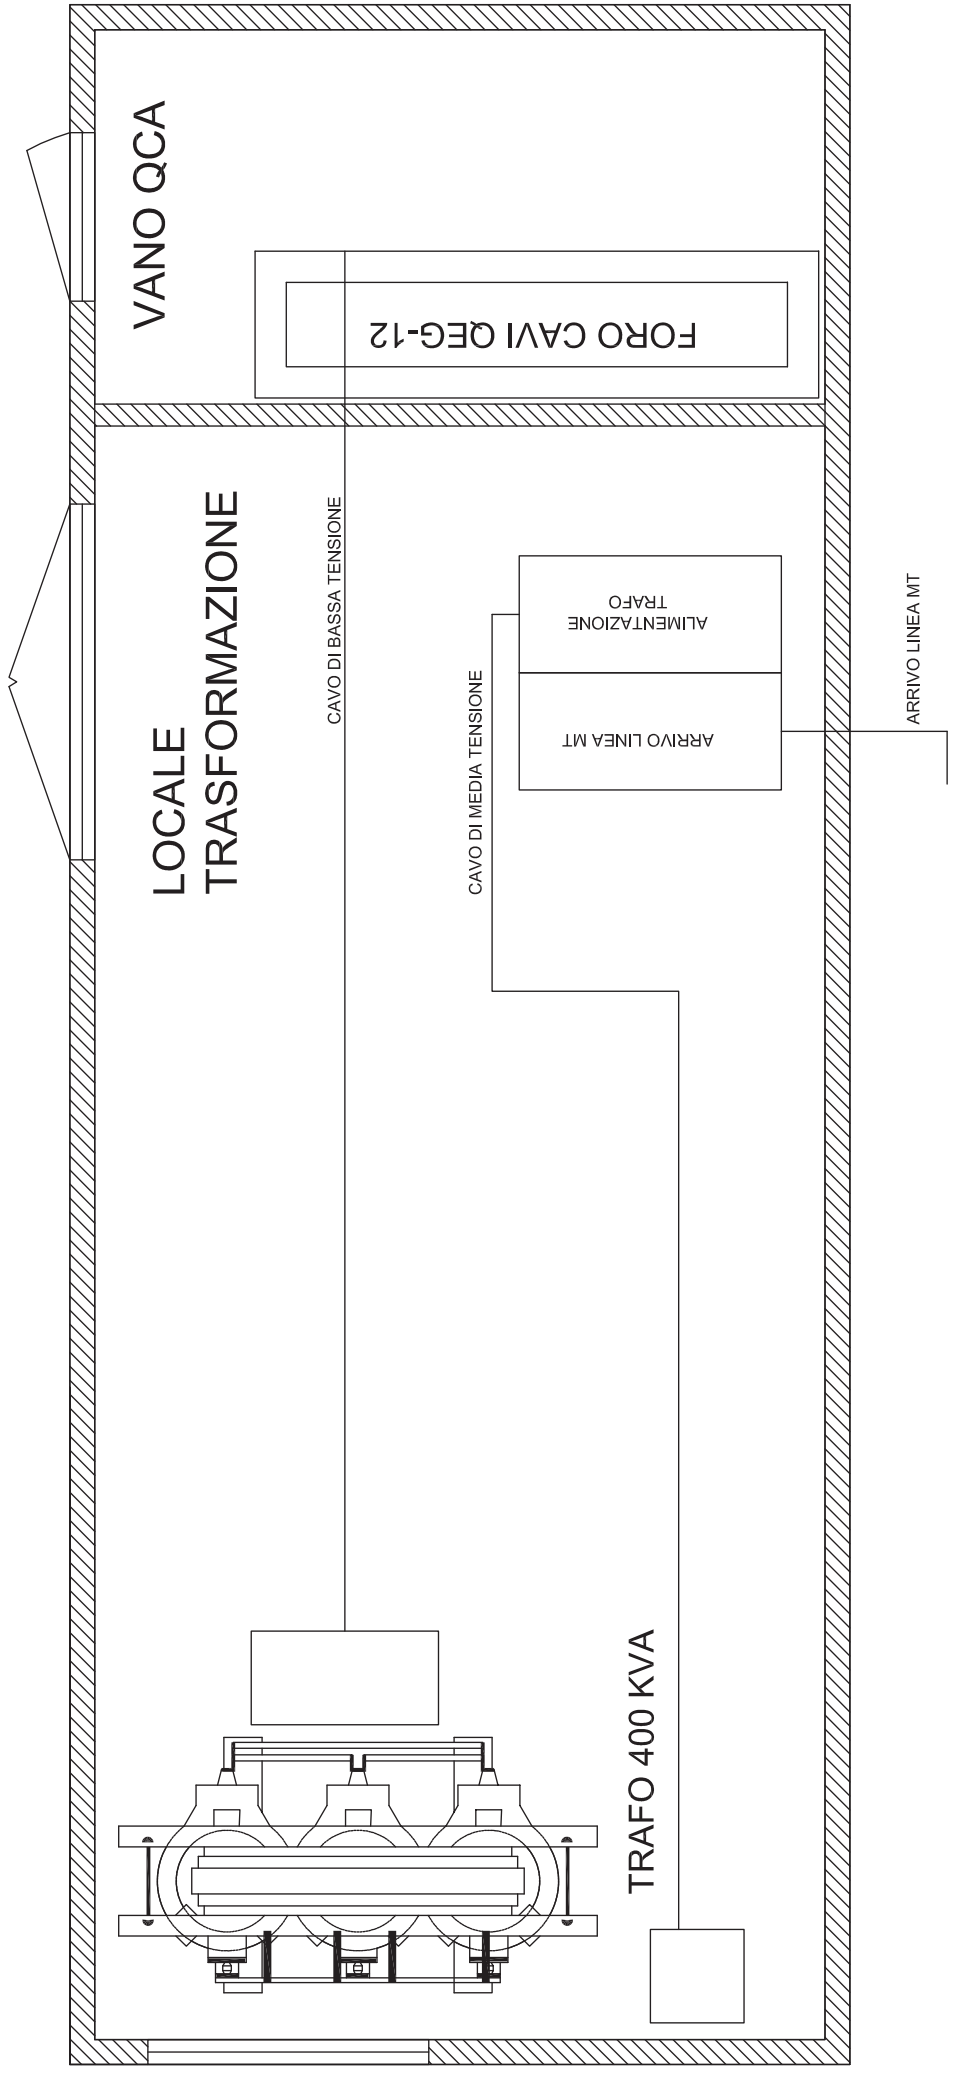 VANO QCA
FORO CAVI QEG-12
LOCALE
TRASFORMAZIONE
CAVO DI BASSA TENSIONE
ALIMENTAZIONE
TRAFO
CAVO DI MEDIA TENSIONE
ARRIVO LINEA MT
ARRIVO LINEA MT
TRAFO 400 KVA